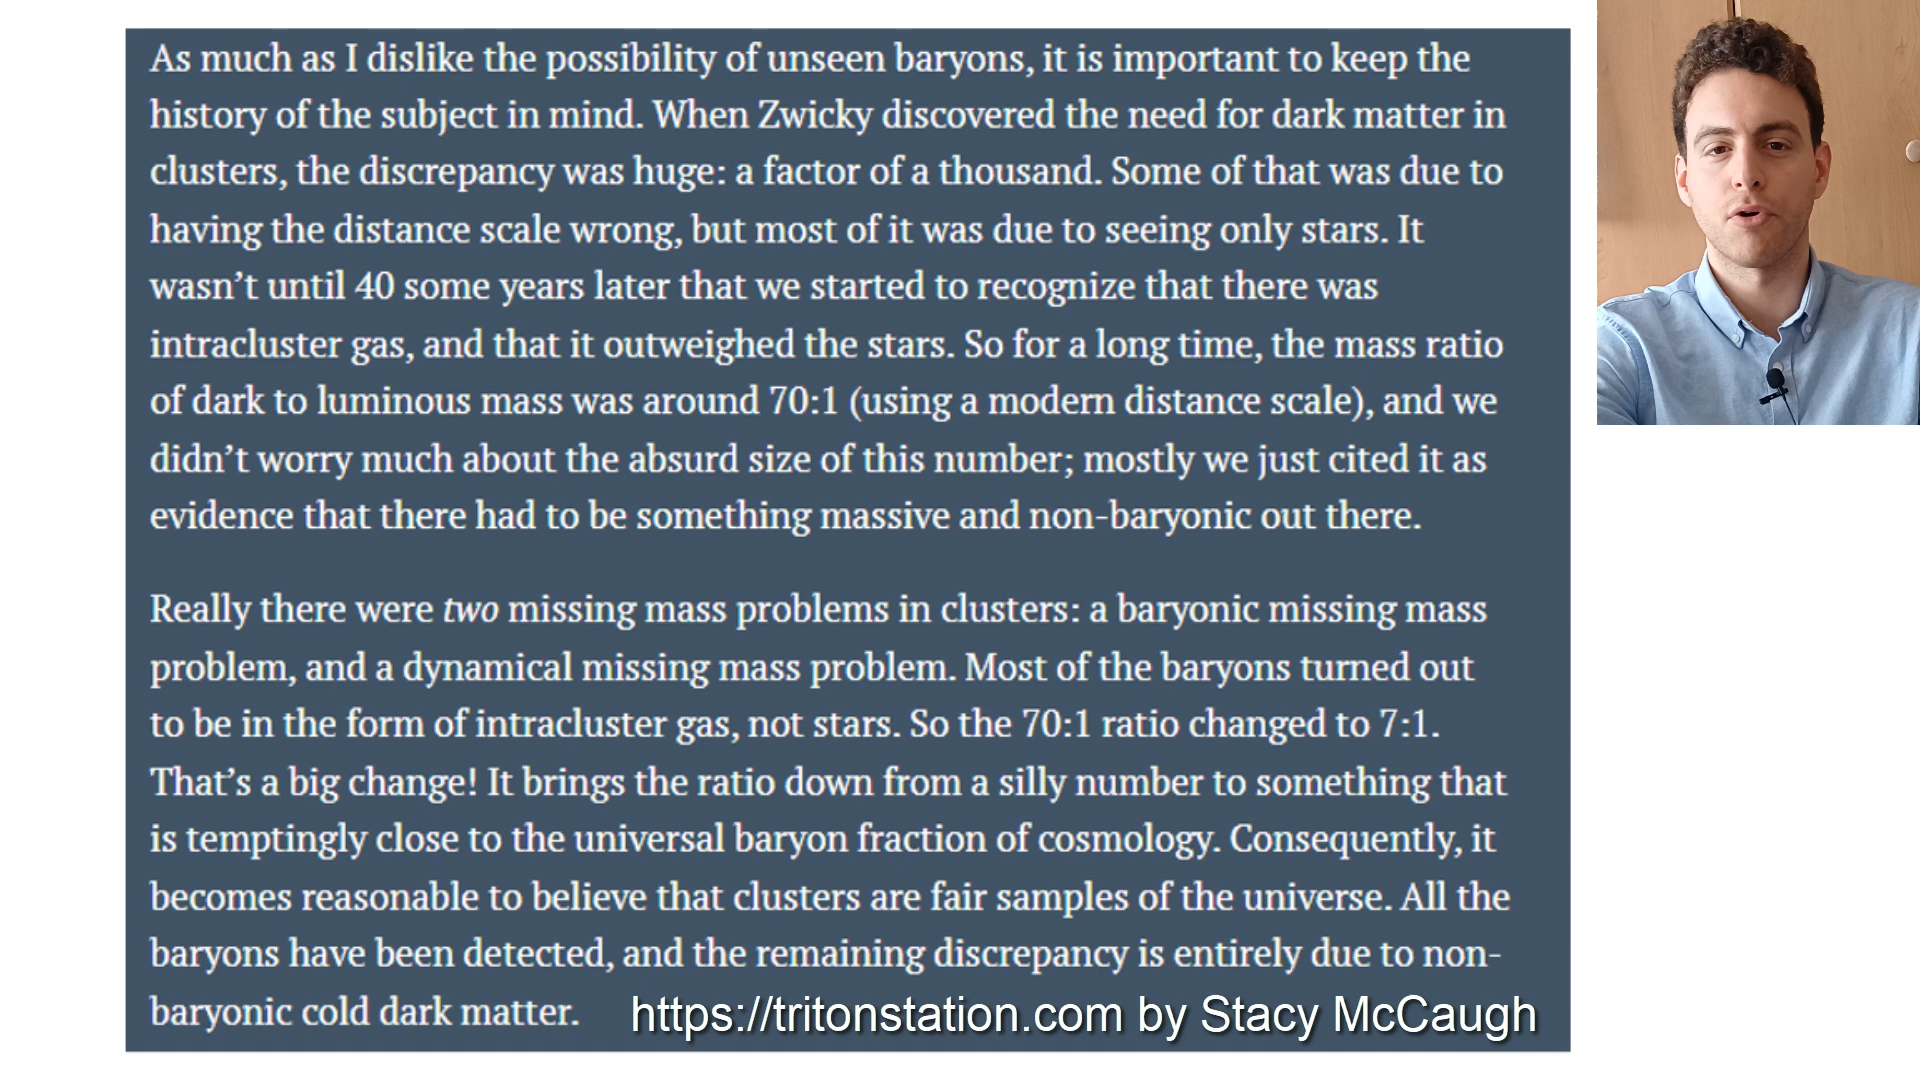 As much as I dislike the possibility of unseen baryons, it is important to keep the
history of the subject in mind. When Zwicky discovered the need for dark matter in
clusters, the discrepancy was huge: a factor of a thousand. Some of that was due to
having the distance scale wrong, but most of it was due to seeing only stars. It
wasn’t until 40 some years later that we started to recognize that there was
intracluster gas, and that it outweighed the stars. So for a long time, the mass ratio
of dark to luminous mass was around 70:1 (using a modern distance scale), and we
didn’t worry much about the absurd size of this number; mostly we just cited it as
evidence that there had to be something massive and non-baryonic out there.
Really there were two missing mass problems in clusters: a baryonic missing mass
problem, and a dynamical missing mass problem. Most of the baryons turned out
to be in the form of intracluster gas, not stars. So the 70:1 ratio changed to 7:1.
That’s a big change! It brings the ratio down from a silly number to something that
is temptingly close to the universal baryon fraction of cosmology. Consequently, it
becomes reasonable to believe that clusters are fair samples of the universe. All the
baryons have been detected, and the remaining discrepancy is entirely due to non-
baryonic cold dark matter.
https://tritonstation.com by Stacy McCaugh